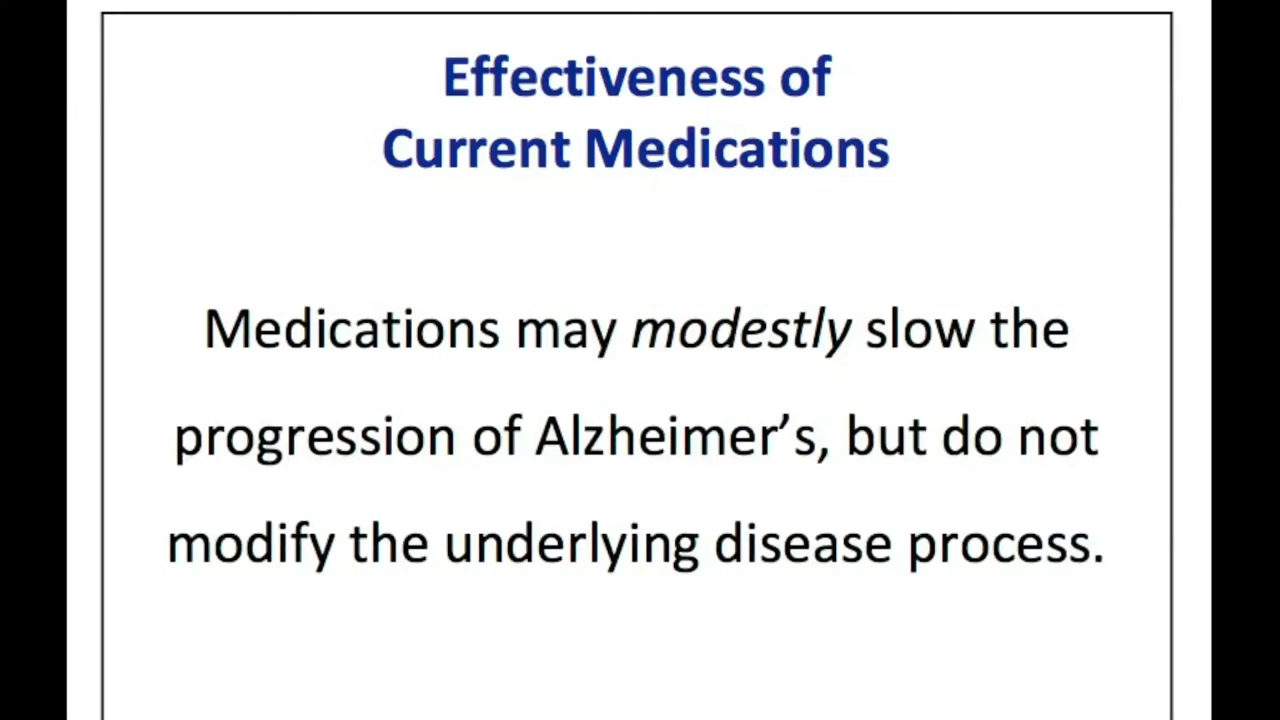 Effectiveness of
Current Medications
Medications may modestly slow the
progression of Alzheimer’s, but do not
modify the underlying disease process.